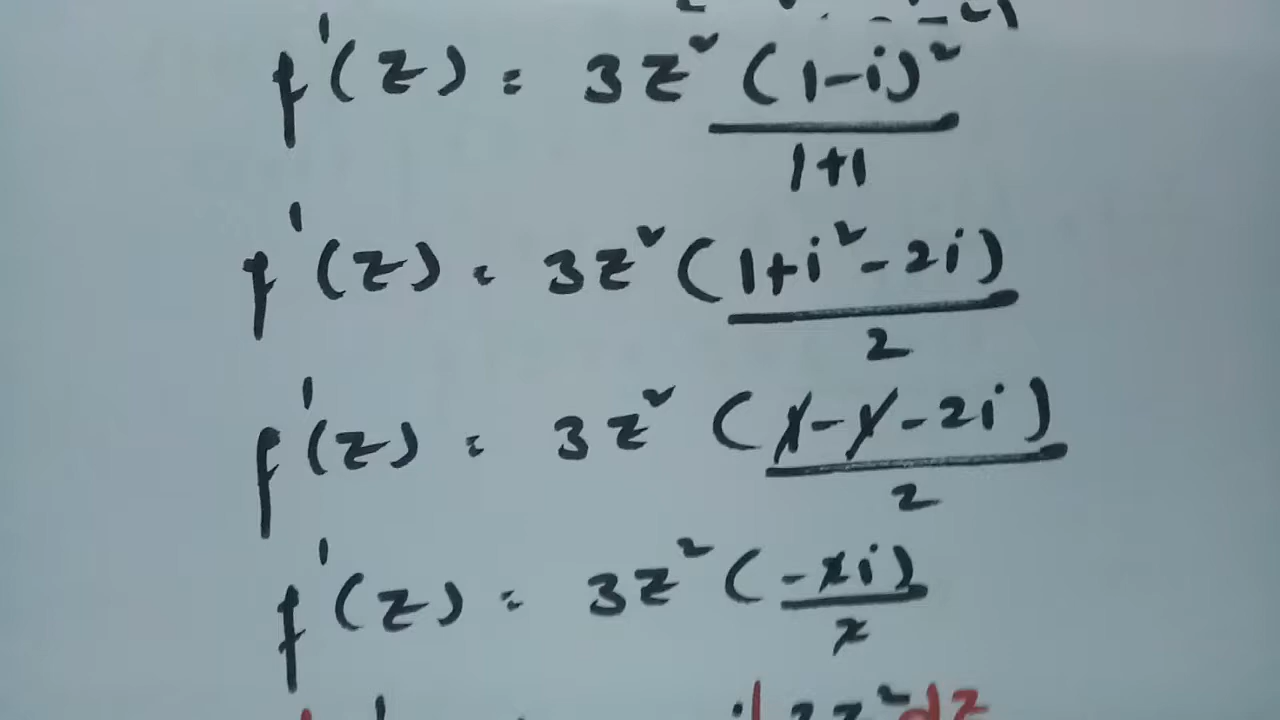 f'(z) = 3z² (1-i)²/1+1
f'(z) = 3z² (1+i²-2i)/2
f'(z) = 3z² (1-1-2i)/2
f'(z) = 3z² (-2i)/2